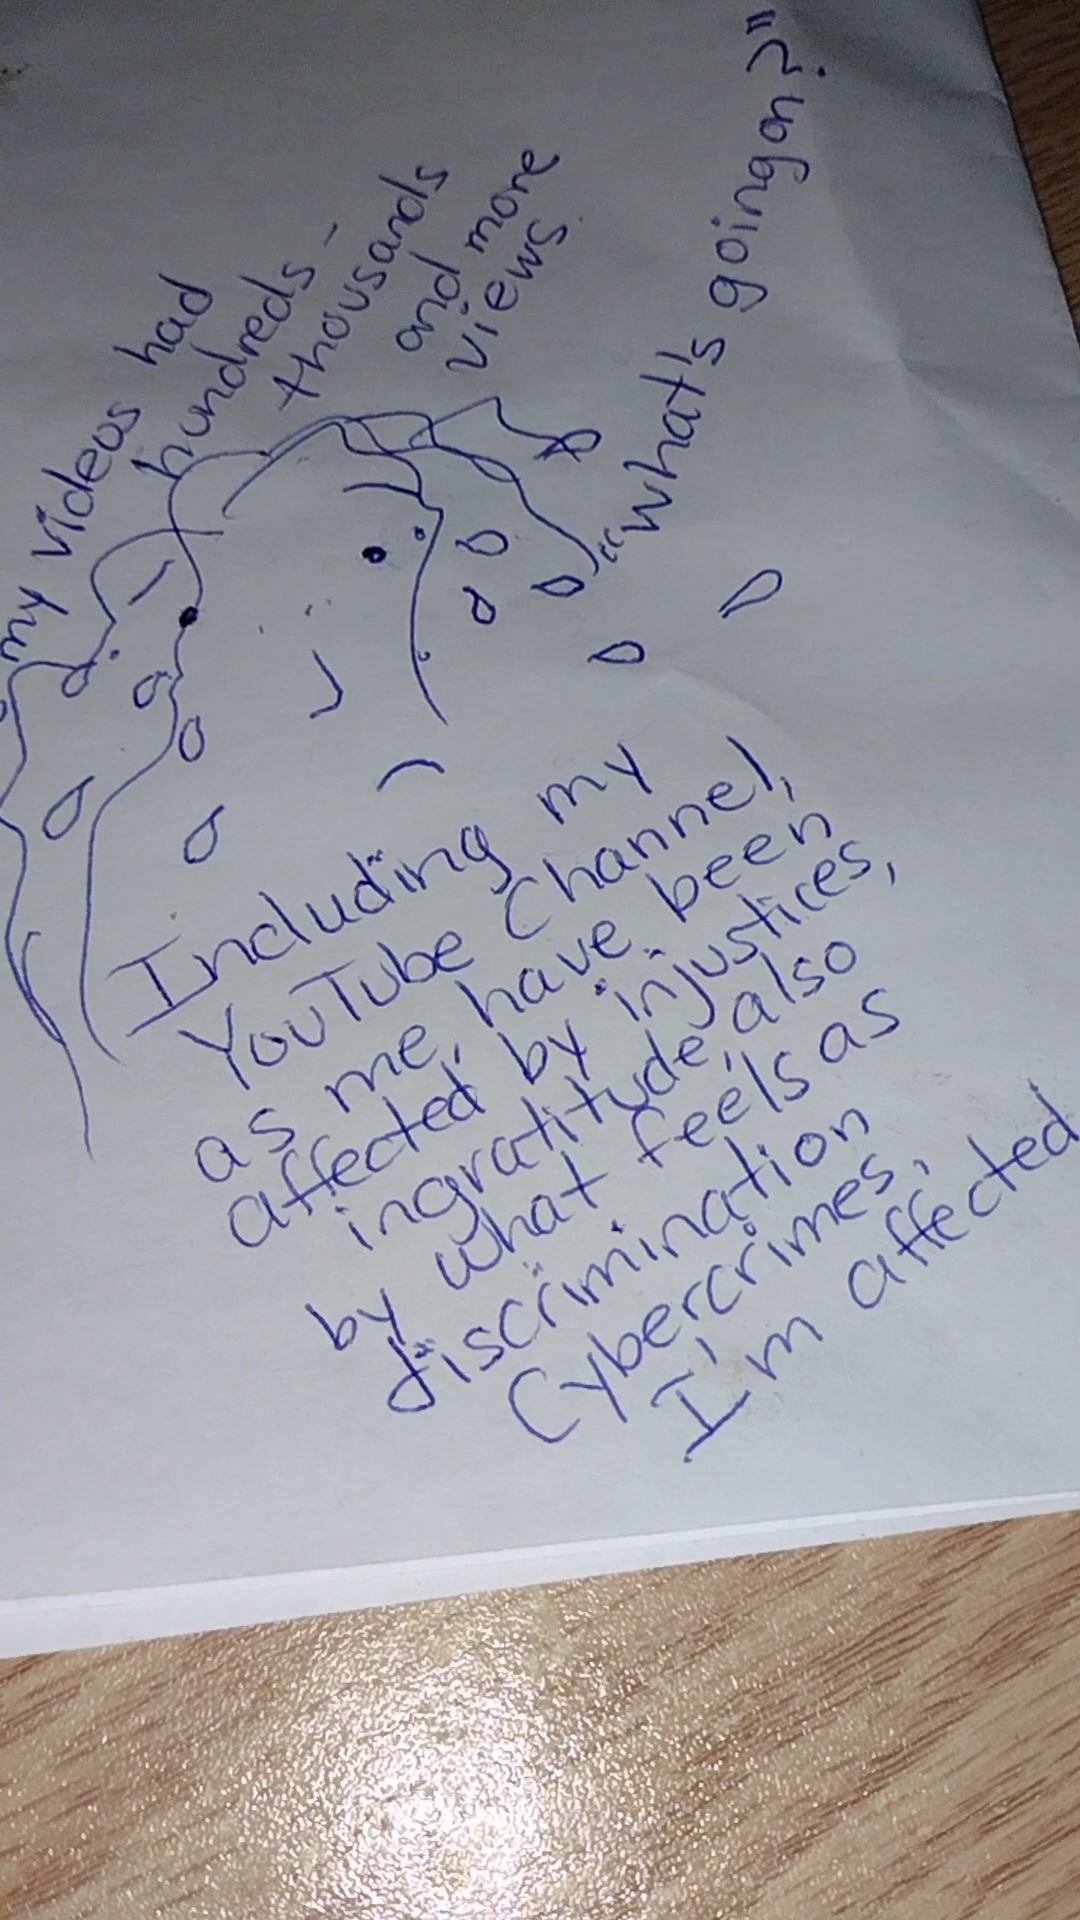 my videos had
hundreds -
thousands
and more
views.
"What's going on?"
Including my
YouTube Channel,
as me, have been
affected by injustices,
ingratitude, also
by what feels as
discrimination
Cybercrimes,
I'm affected